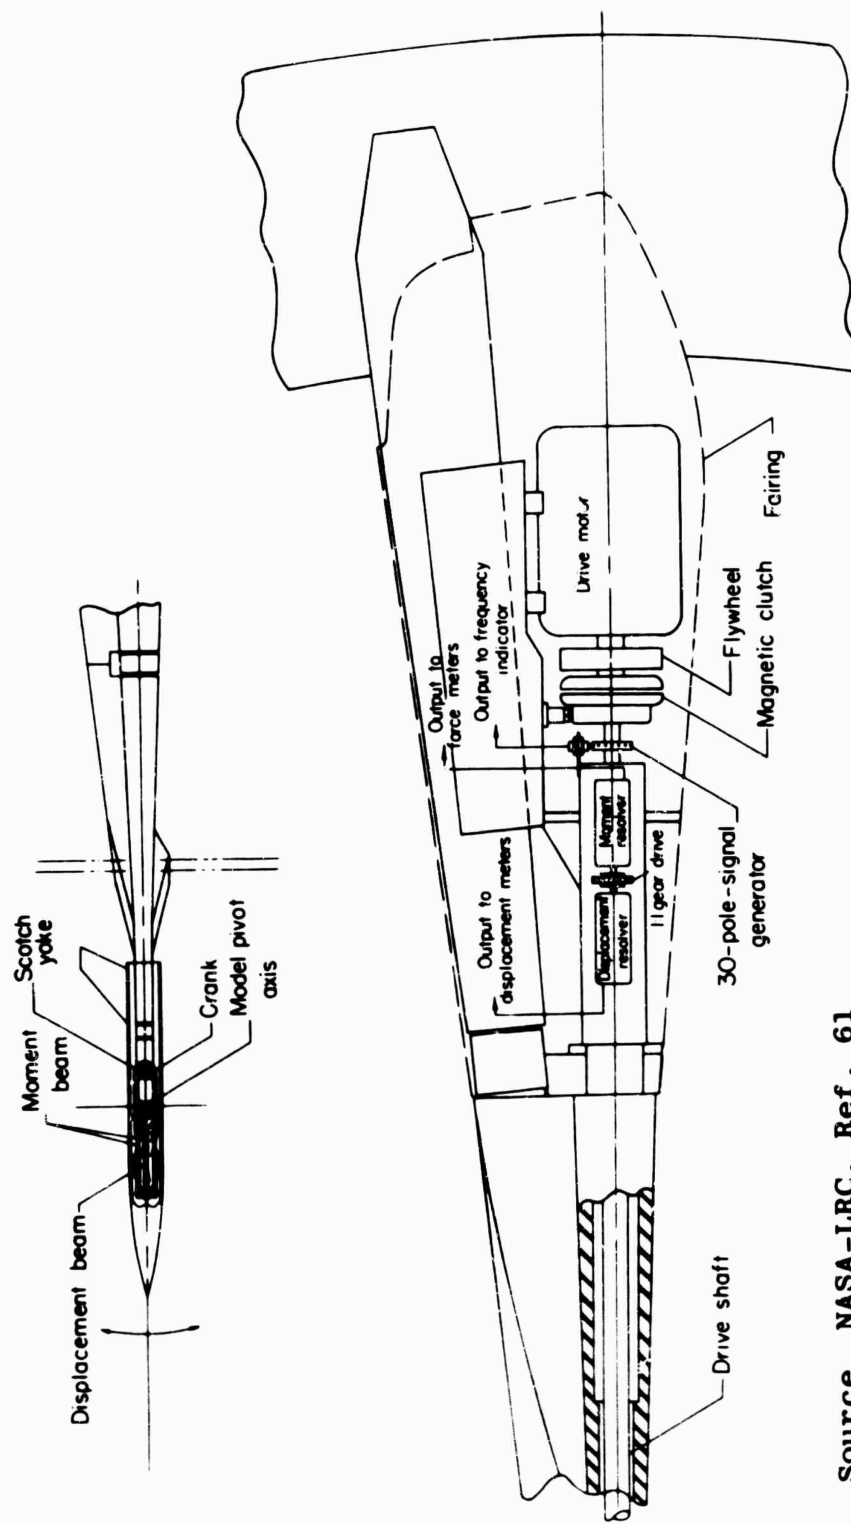 Moment
beam
Scotch
yoke
Displacement beam
Crank
Model pivot
axis
Output to
force meters
Output to frequency
indicator
Output to
displacement meters
Drive motor
Moment
resolver
Displacement
resolver
11 gear drive
Fairing
Flywheel
Magnetic clutch
30-pole-signal
generator
Drive shaft
Source NASA-LRC, Ref. 61